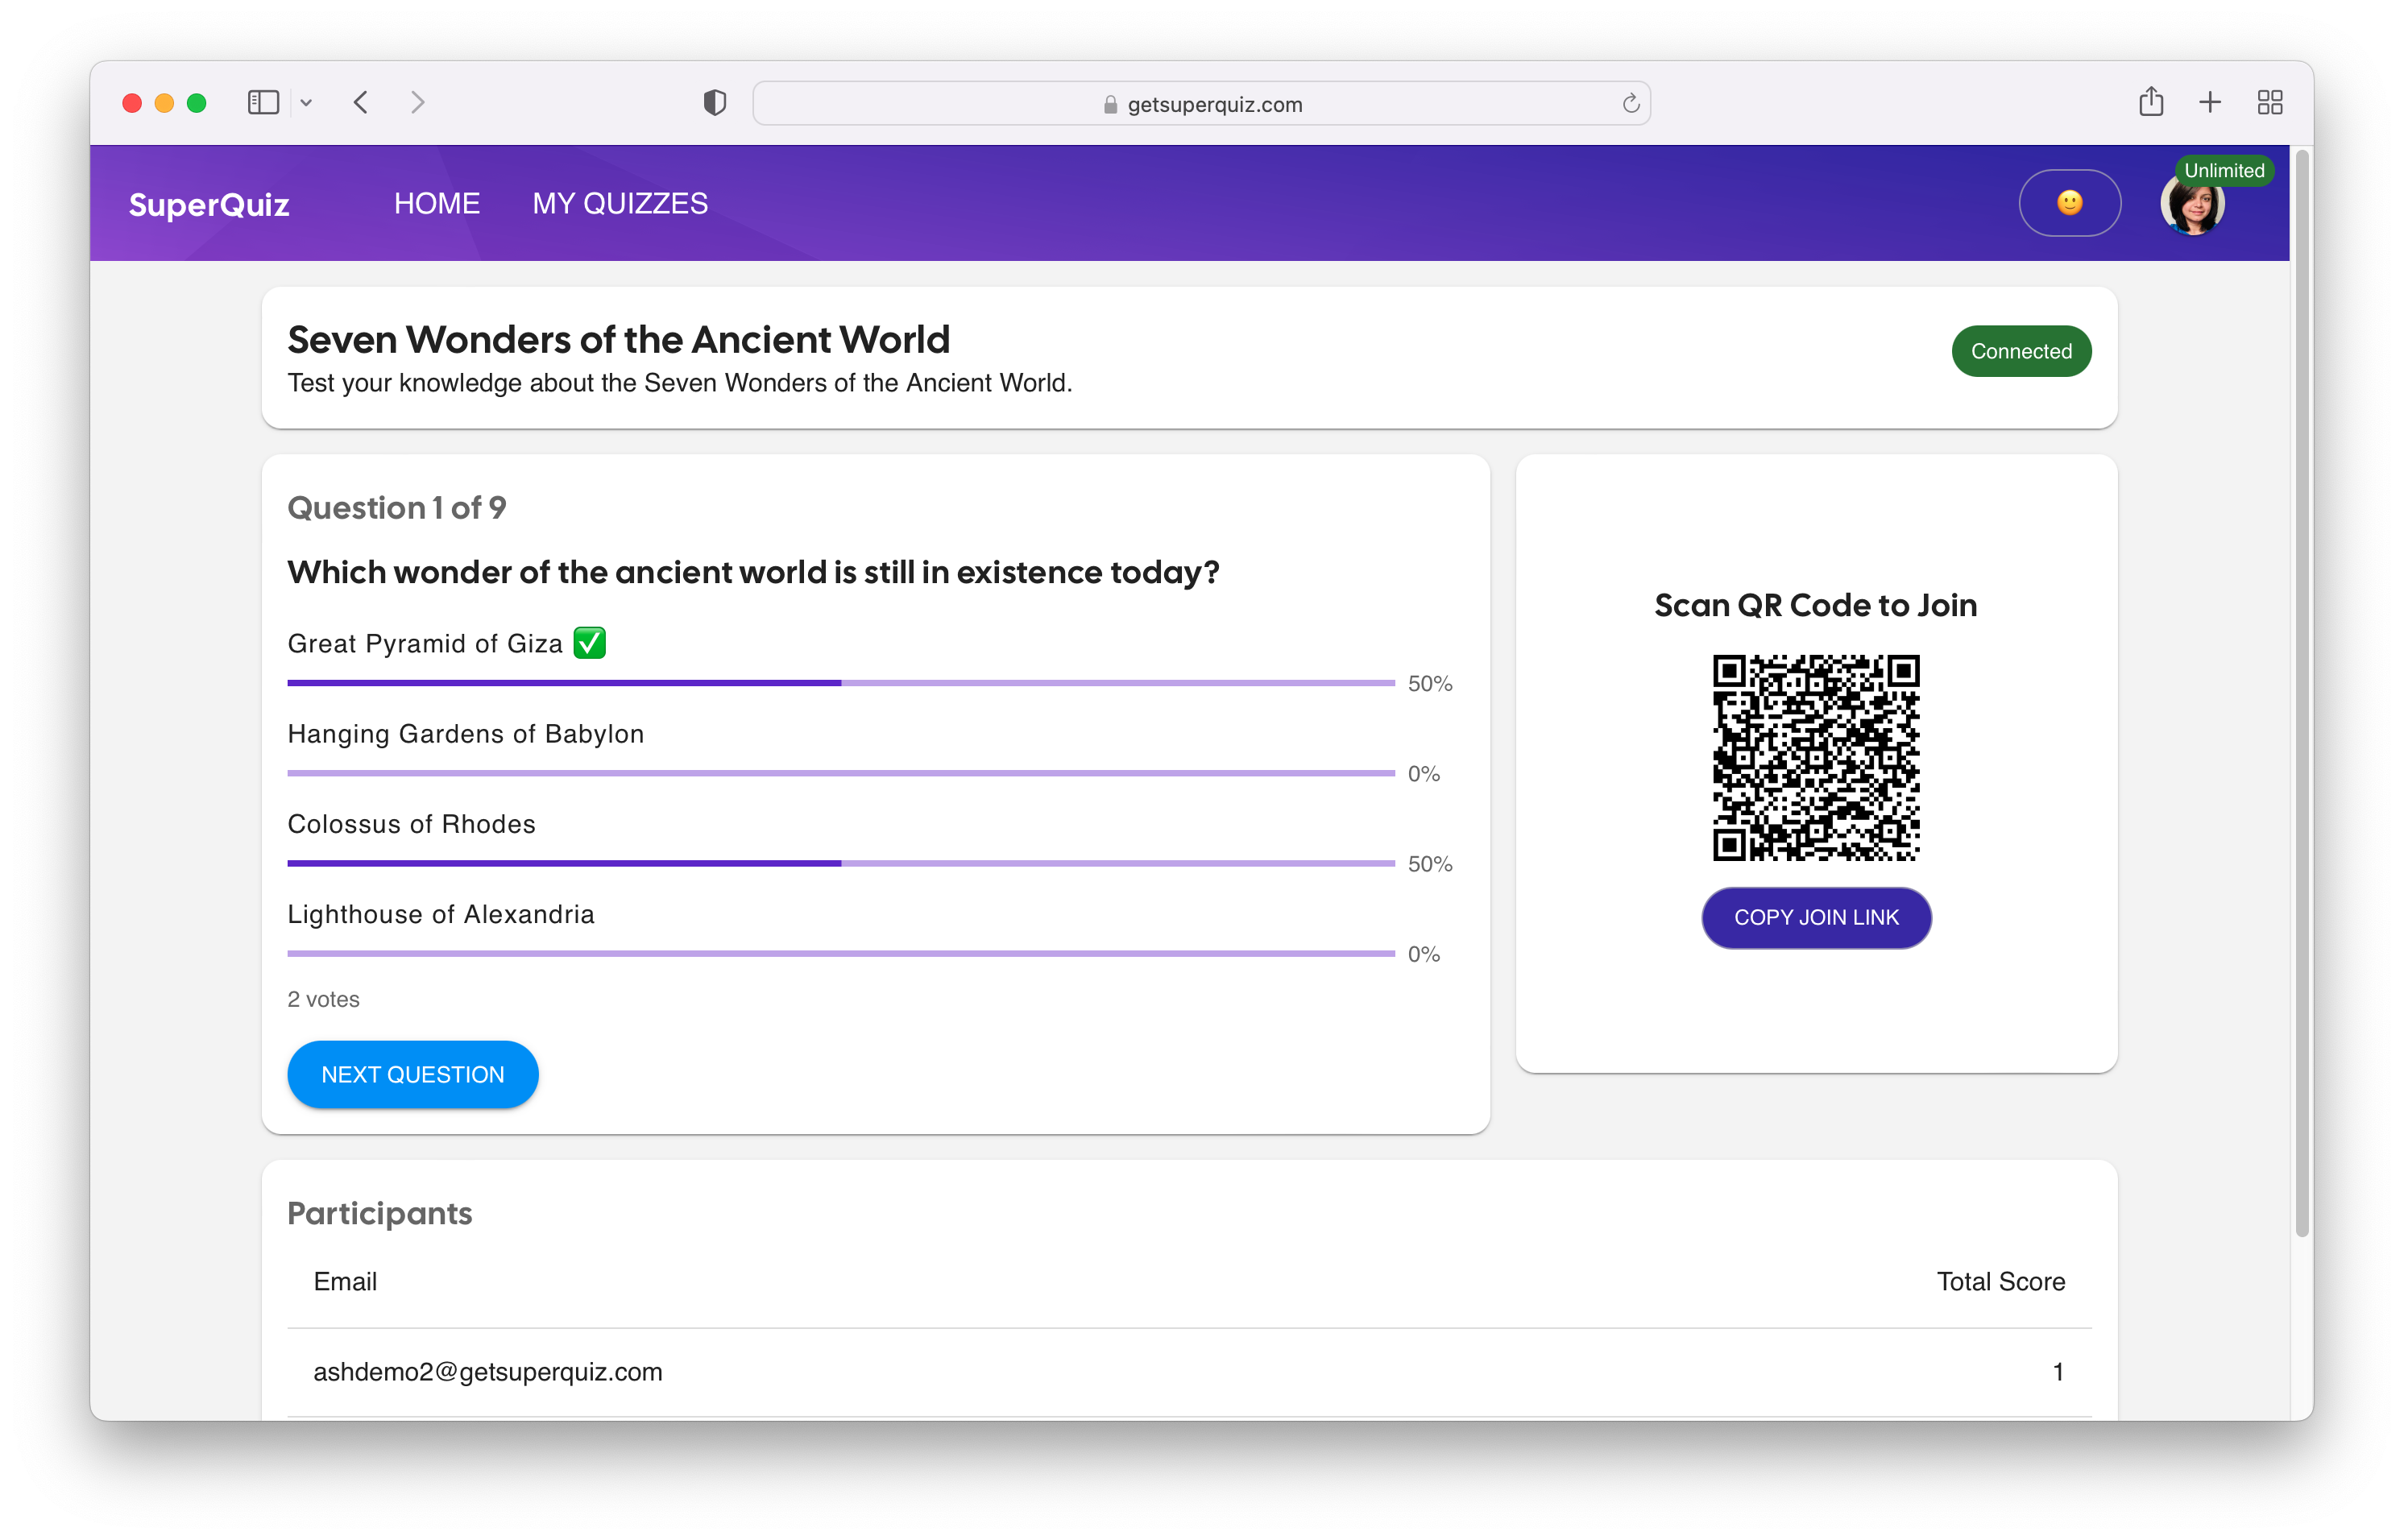 getsuperquiz.com
Unlimited
SuperQuiz HOME MY QUIZZES
Seven Wonders of the Ancient World
Test your knowledge about the Seven Wonders of the Ancient World.
Connected
Question 1 of 9
Which wonder of the ancient world is still in existence today?
Great Pyramid of Giza
50%
Hanging Gardens of Babylon
0%
Colossus of Rhodes
50%
Lighthouse of Alexandria
0%
2 votes
NEXT QUESTION
Scan QR Code to Join
COPY JOIN LINK
Participants
Email Total Score
ashdemo2@getsuperquiz.com 1